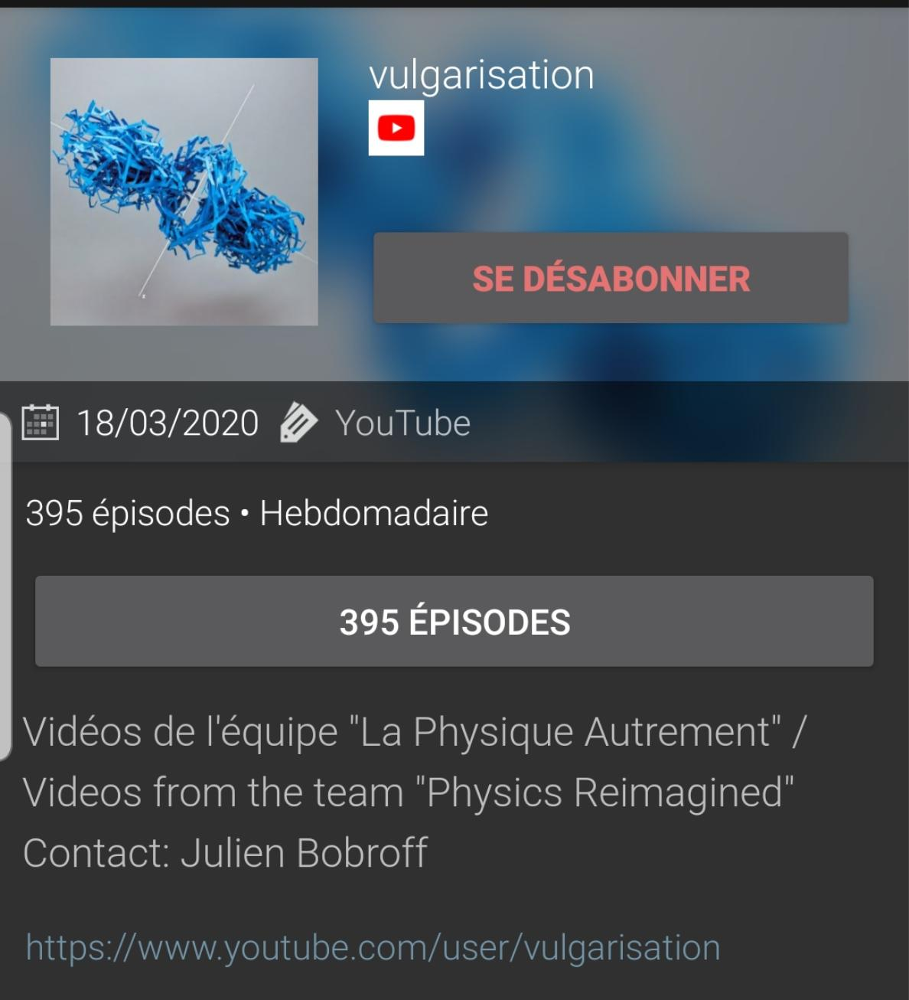 vulgarisation
SE DÉSABONNER
18/03/2020 YouTube
395 épisodes • Hebdomadaire
395 ÉPISODES
Vidéos de l'équipe "La Physique Autrement" /
Videos from the team "Physics Reimagined"
Contact: Julien Bobroff
https://www.youtube.com/user/vulgarisation